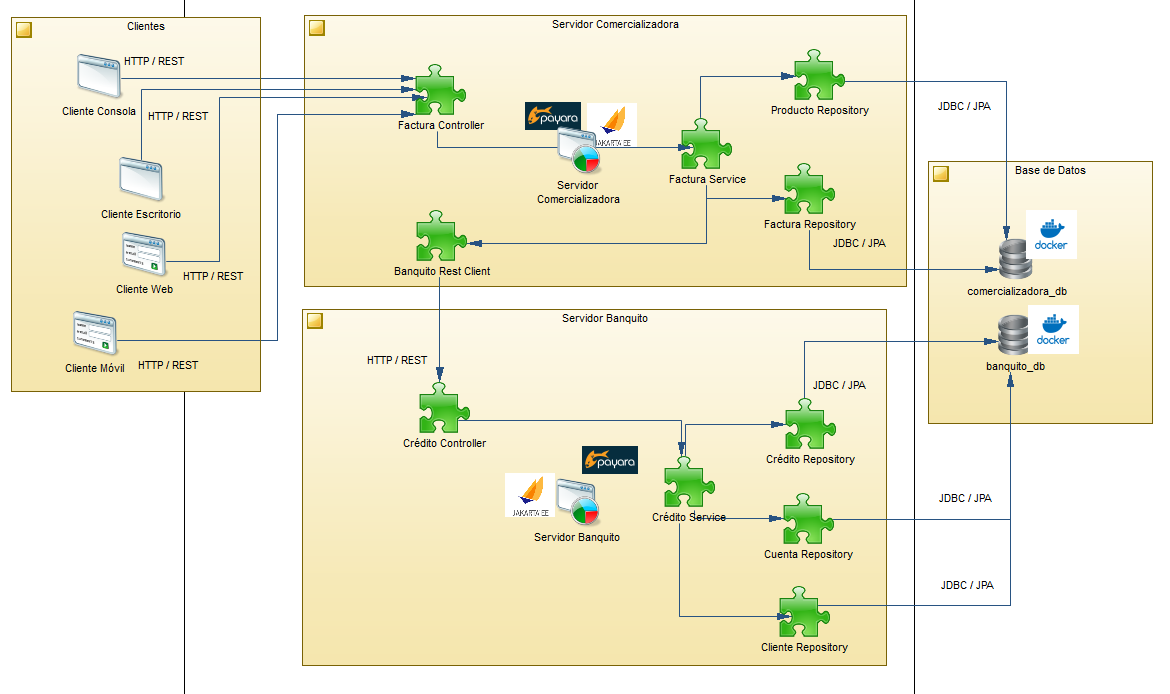 Clientes
HTTP / REST
Cliente Consola
HTTP / REST
Cliente Escritorio
Cliente Web
HTTP / REST
Cliente Móvil
HTTP / REST
Servidor Comercializadora
Factura Controller
payara
JAKARTA EE
Servidor
Comercializadora
Producto Repository
Factura Service
Factura Repository
Banquito Rest Client
JDBC / JPA
JDBC / JPA
Base de Datos
docker
comercializadora_db
docker
banquito_db
Servidor Banquito
HTTP / REST
Crédito Controller
payara
JAKARTA EE
Servidor Banquito
Crédito Service
JDBC / JPA
Crédito Repository
Cuenta Repository
Cliente Repository
JDBC / JPA
JDBC / JPA